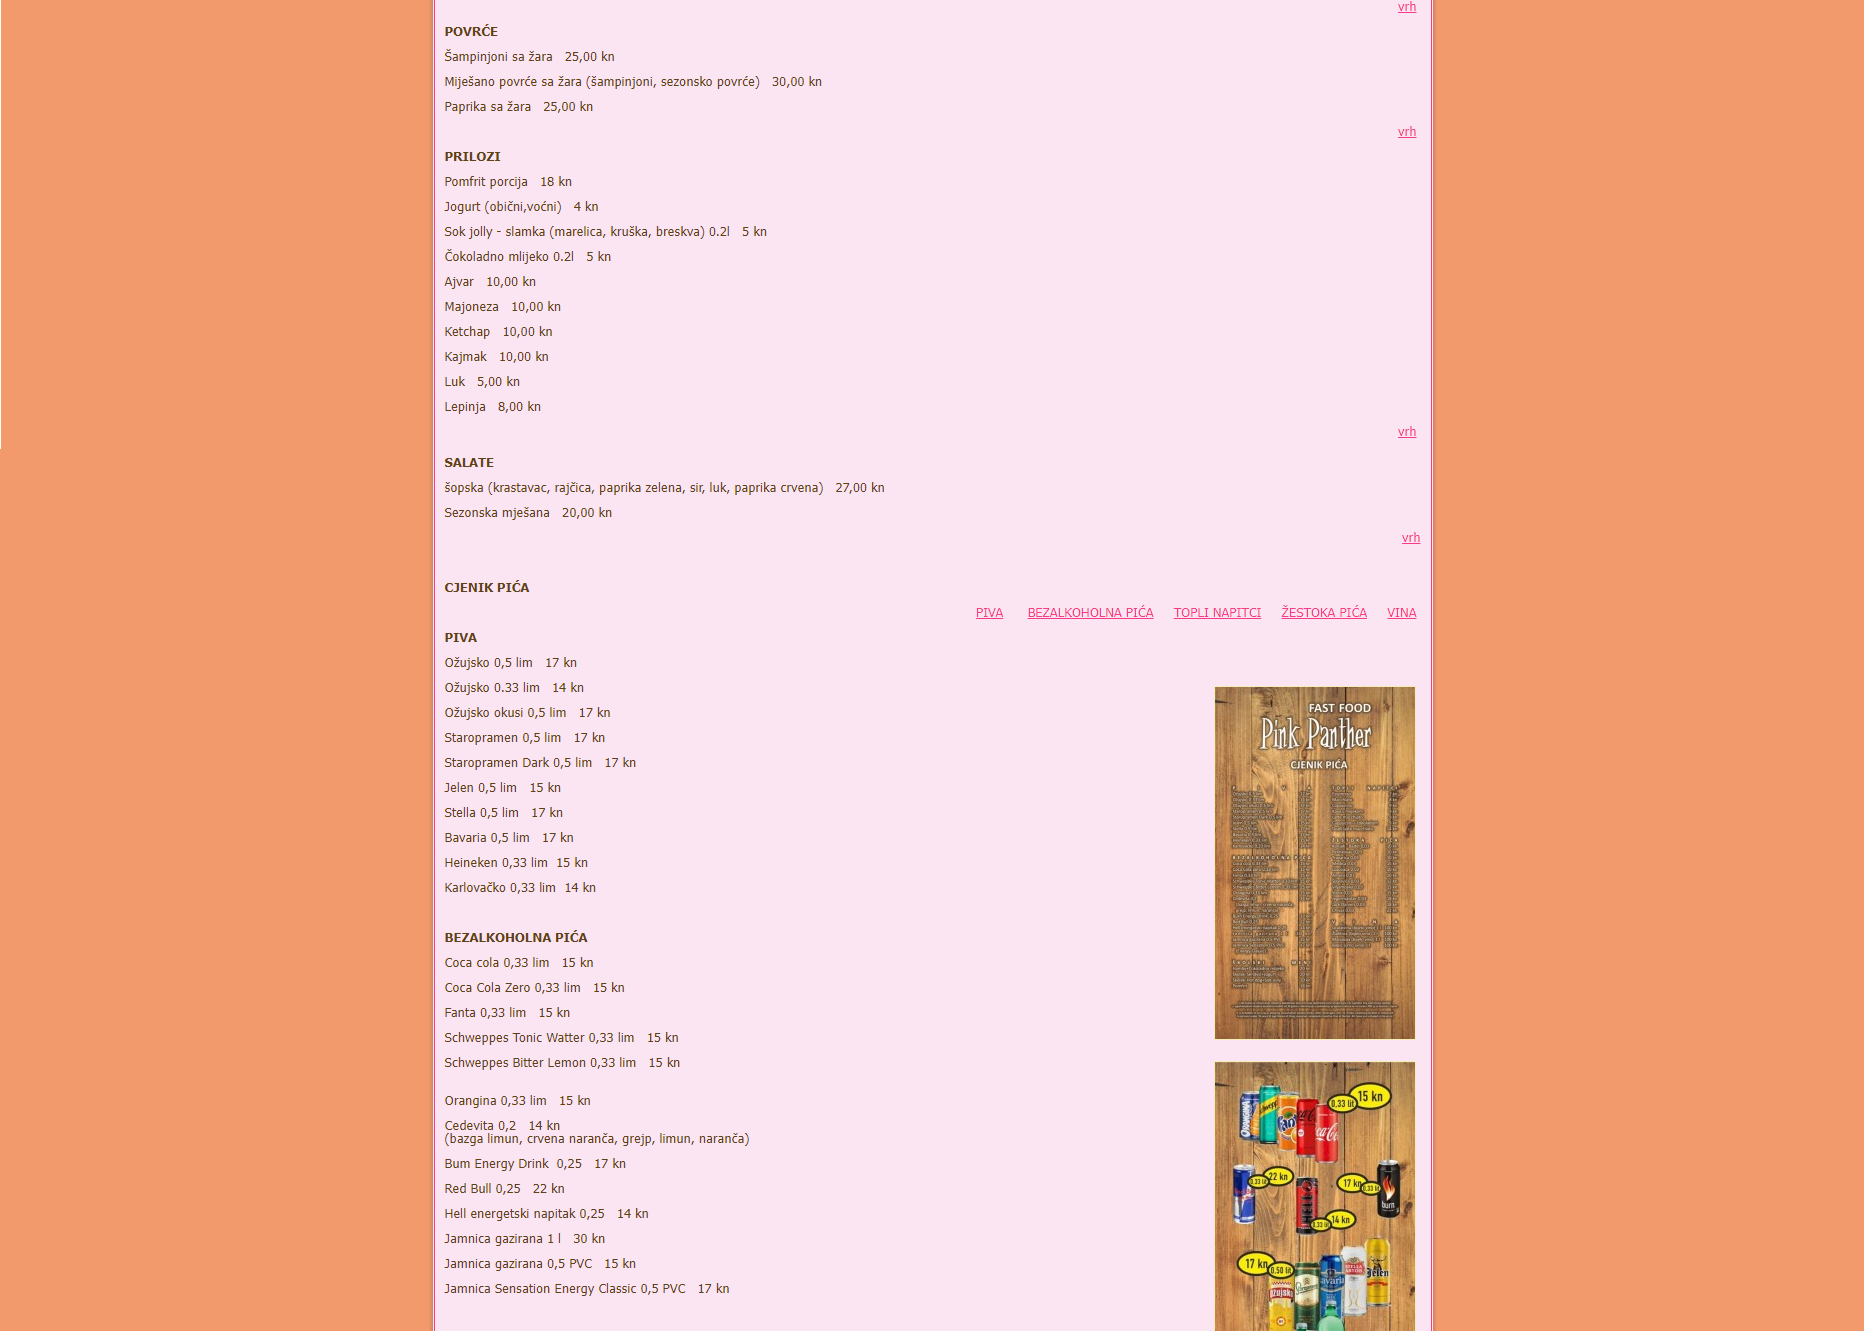 vrh
POVRĆE
Šampinjoni sa žara 25,00 kn
Miješano povrće sa žara (šampinjoni, sezonsko povrće) 30,00 kn
Paprika sa žara 25,00 kn
vrh
PRILOZI
Pomfrit porcija 18 kn
Jogurt (obični,voćni) 4 kn
Sok jolly - slamka (marelica, kruška, breskva) 0.2l 5 kn
Čokoladno mlijeko 0.2l 5 kn
Ajvar 10,00 kn
Majoneza 10,00 kn
Ketchap 10,00 kn
Kajmak 10,00 kn
Luk 5,00 kn
Lepinja 8,00 kn
vrh
SALATE
šopska (krastavac, rajčica, paprika zelena, sir, luk, paprika crvena) 27,00 kn
Sezonska mješana 20,00 kn
vrh
CJENIK PIĆA
PIVA BEZALKOHOLNA PIĆA TOPLI NAPITCI ŽESTOKA PIĆA VINA
PIVA
Ožujsko 0,5 lim 17 kn
Ožujsko 0.33 lim 14 kn
Ožujsko okusi 0,5 lim 17 kn
Staropramen 0,5 lim 17 kn
Staropramen Dark 0,5 lim 17 kn
Jelen 0,5 lim 15 kn
Stella 0,5 lim 17 kn
Bavaria 0,5 lim 17 kn
Heineken 0,33 lim 15 kn
Karlovačko 0,33 lim 14 kn
BEZALKOHOLNA PIĆA
Coca cola 0,33 lim 15 kn
Coca Cola Zero 0,33 lim 15 kn
Fanta 0,33 lim 15 kn
Schweppes Tonic Watter 0,33 lim 15 kn
Schweppes Bitter Lemon 0,33 lim 15 kn
Orangina 0,33 lim 15 kn
Cedevita 0,2 14 kn
(bazga limun, crvena naranča, grejp, limun, naranča)
Bum Energy Drink 0,25 17 kn
Red Bull 0,25 22 kn
Hell energetski napitak 0,25 14 kn
Jamnica gazirana 1 l 30 kn
Jamnica gazirana 0,5 PVC 15 kn
Jamnica Sensation Energy Classic 0,5 PVC 17 kn
FAST FOOD
Pink Panther
CJENIK PIĆA
0,33 lit 15 kn
0,33 lit 22 kn
17 kn 0,33 lit
burn
0,33 lit 14 kn
17 kn 0,50 lit
Jelen